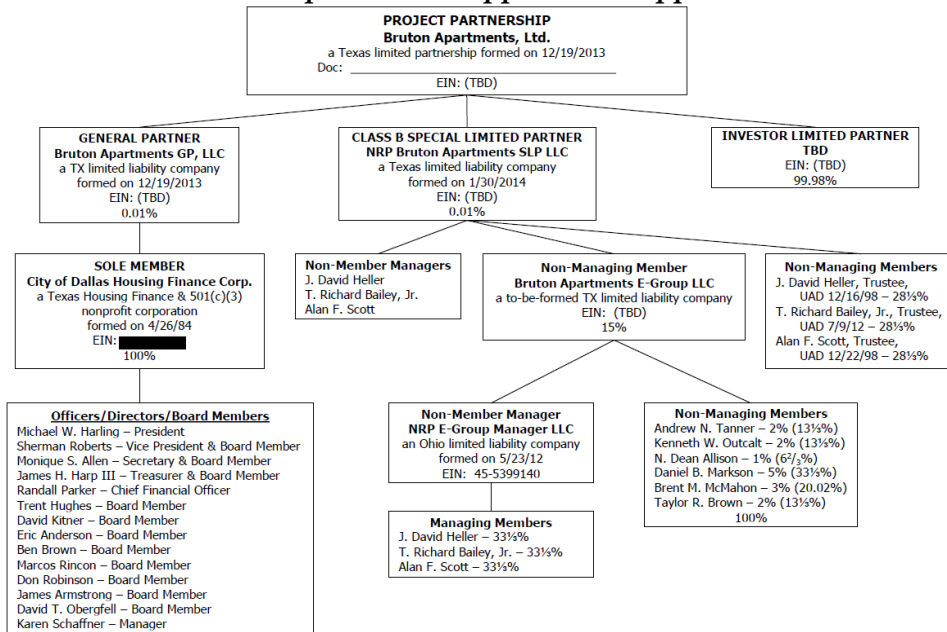 PROJECT PARTNERSHIP
Bruton Apartments, Ltd.
a Texas limited partnership formed on 12/19/2013
Doc:
EIN: (TBD)
GENERAL PARTNER
Bruton Apartments GP, LLC
a TX limited liability company
formed on 12/19/2013
EIN: (TBD)
0.01%
CLASS B SPECIAL LIMITED PARTNER
NRP Bruton Apartments SLP LLC
a Texas limited liability company
formed on 1/30/2014
EIN: (TBD)
0.01%
INVESTOR LIMITED PARTNER
TBD
EIN: (TBD)
99.98%
SOLE MEMBER
City of Dallas Housing Finance Corp.
a Texas Housing Finance & 501(c)(3)
nonprofit corporation
formed on 4/26/84
EIN:
100%
Non-Member Managers
J. David Heller
T. Richard Bailey, Jr.
Alan F. Scott
Non-Managing Member
Bruton Apartments E-Group LLC
a to-be-formed TX limited liability company
EIN: (TBD)
15%
Non-Managing Members
J. David Heller, Trustee,
UAD 12/16/98 – 28⅓%
T. Richard Bailey, Jr., Trustee,
UAD 7/9/12 – 28⅓%
Alan F. Scott, Trustee,
UAD 12/22/98 – 28⅓%
Officers/Directors/Board Members
Michael W. Harling – President
Sherman Roberts – Vice President & Board Member
Monique S. Allen – Secretary & Board Member
James H. Harp III – Treasurer & Board Member
Randall Parker – Chief Financial Officer
Trent Hughes – Board Member
David Kitner – Board Member
Eric Anderson – Board Member
Ben Brown – Board Member
Marcos Rincon – Board Member
Don Robinson – Board Member
James Armstrong – Board Member
David T. Obergfell – Board Member
Karen Schaffner – Manager
Non-Member Manager
NRP E-Group Manager LLC
an Ohio limited liability company
formed on 5/23/12
EIN: 45-5399140
Managing Members
J. David Heller – 33⅓%
T. Richard Bailey, Jr. – 33⅓%
Alan F. Scott – 33⅓%
Non-Managing Members
Andrew N. Tanner – 2% (13⅓%)
Kenneth W. Outcalt – 2% (13⅓%)
N. Dean Allison – 1% (6²/₃%)
Daniel B. Markson – 5% (33⅓%)
Brent M. McMahon – 3% (20.02%)
Taylor R. Brown – 2% (13⅓%)
100%